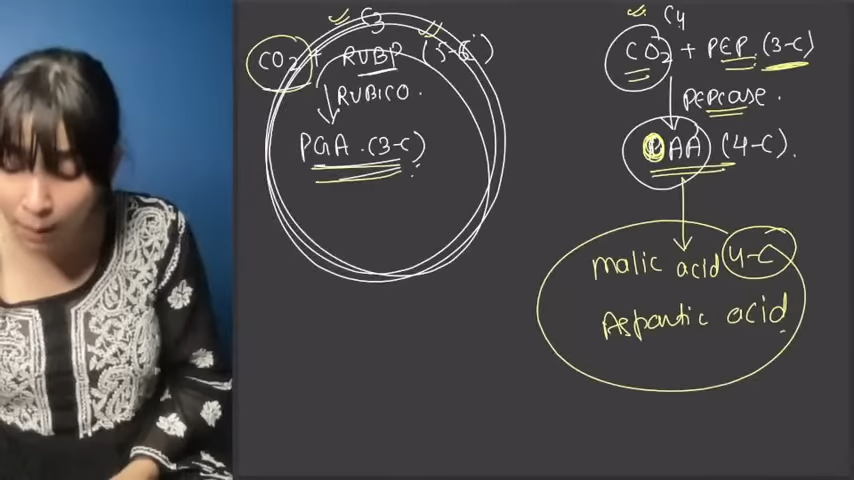 C3
CO2 + RUBP (5-C)
RUBICO.
PGA.(3-C)
C4
CO2 + PEP.(3-C)
PEPcase.
OAA (4-C).
malic acid 4-C
Aspartic acid